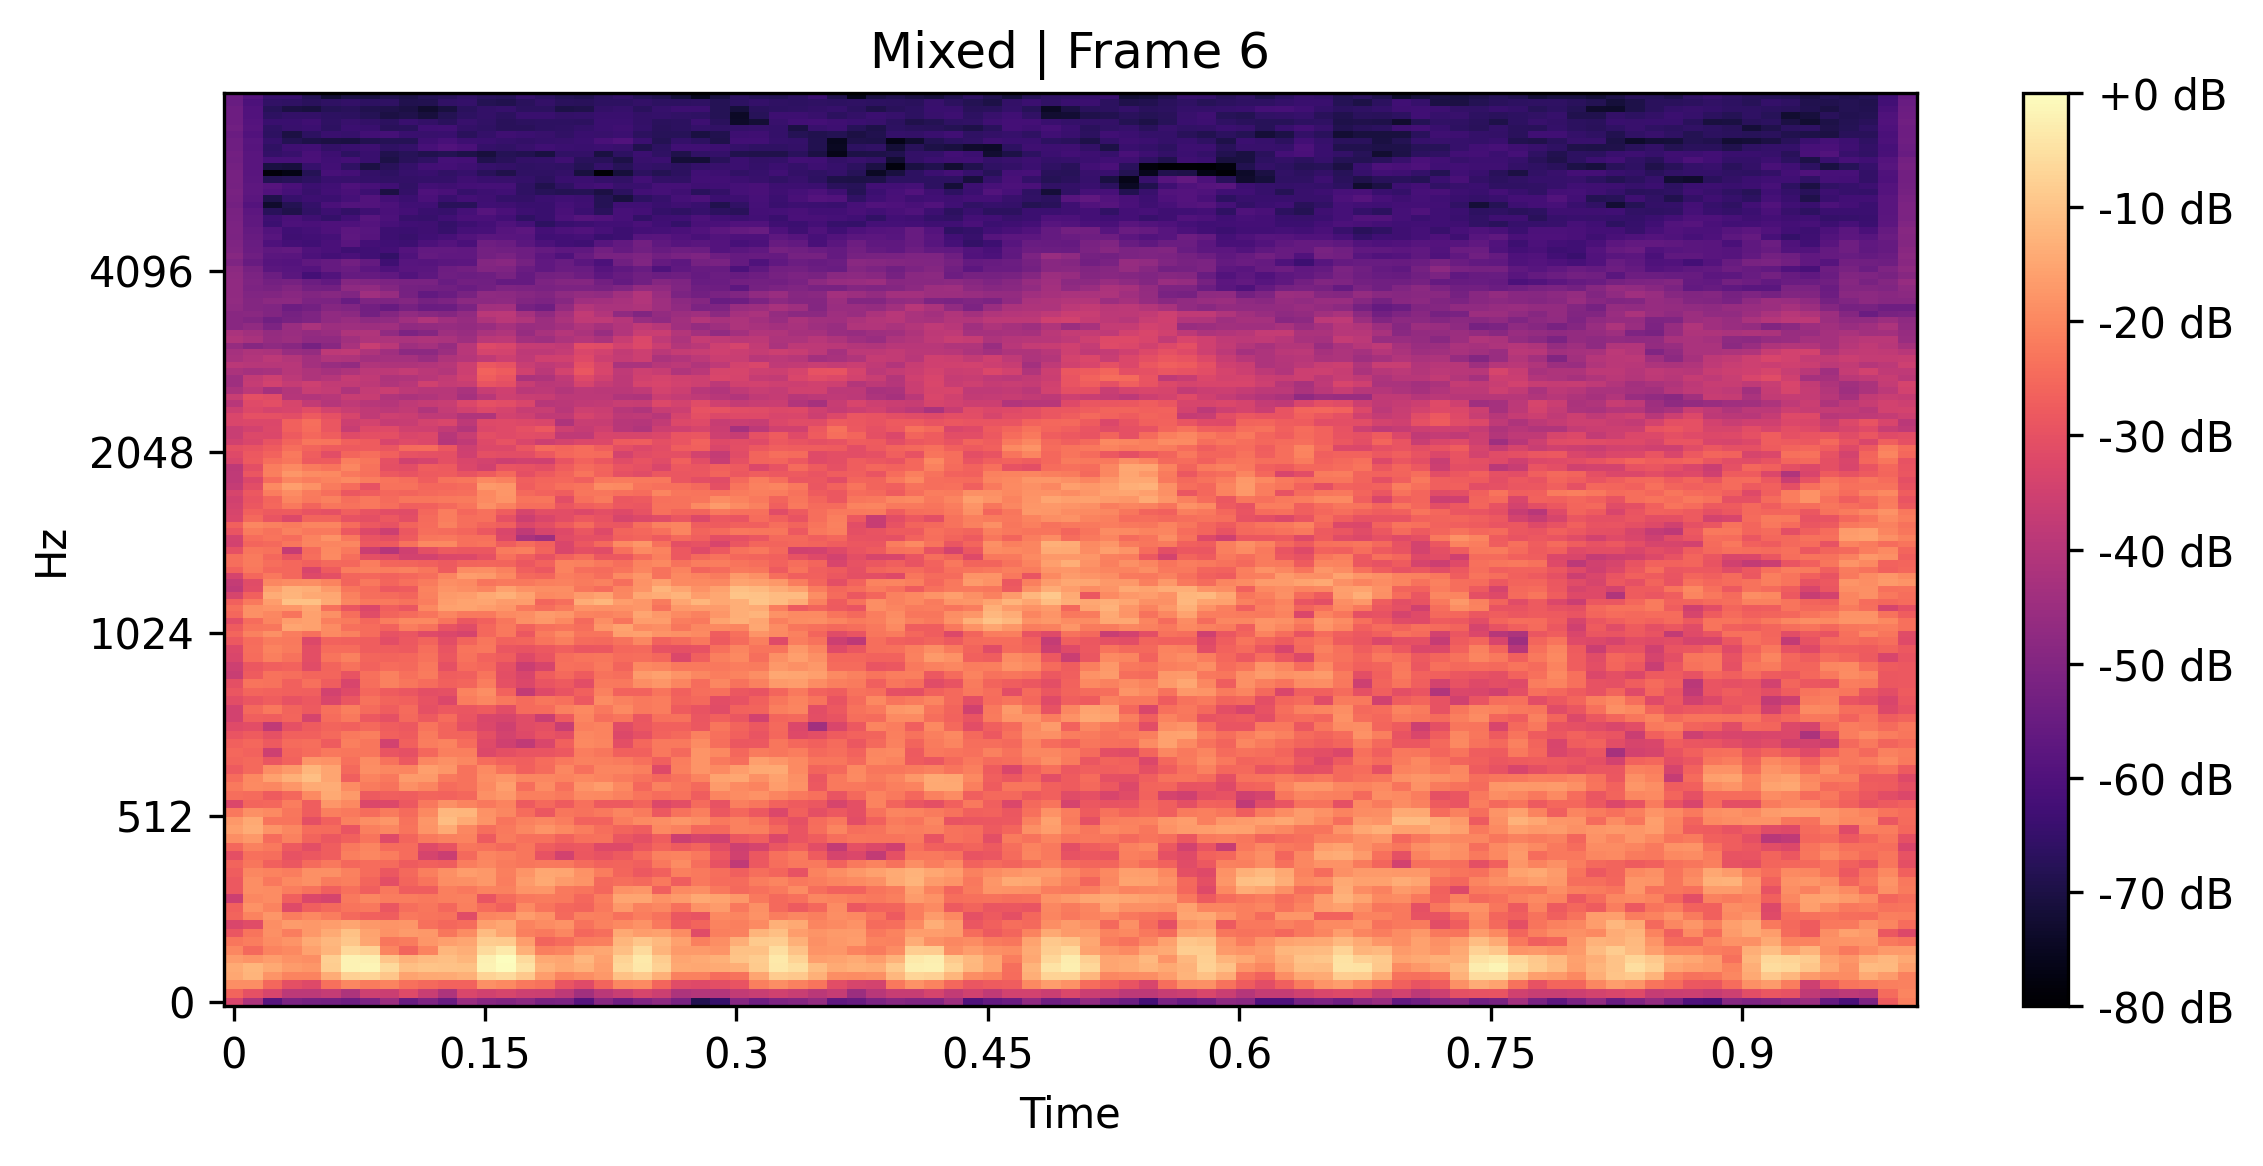 Mixed | Frame 6
+0 dB
-10 dB
-20 dB
-30 dB
-40 dB
-50 dB
-60 dB
-70 dB
-80 dB
Hz
4096
2048
1024
512
0
0 0.15 0.3 0.45 0.6 0.75 0.9
Time